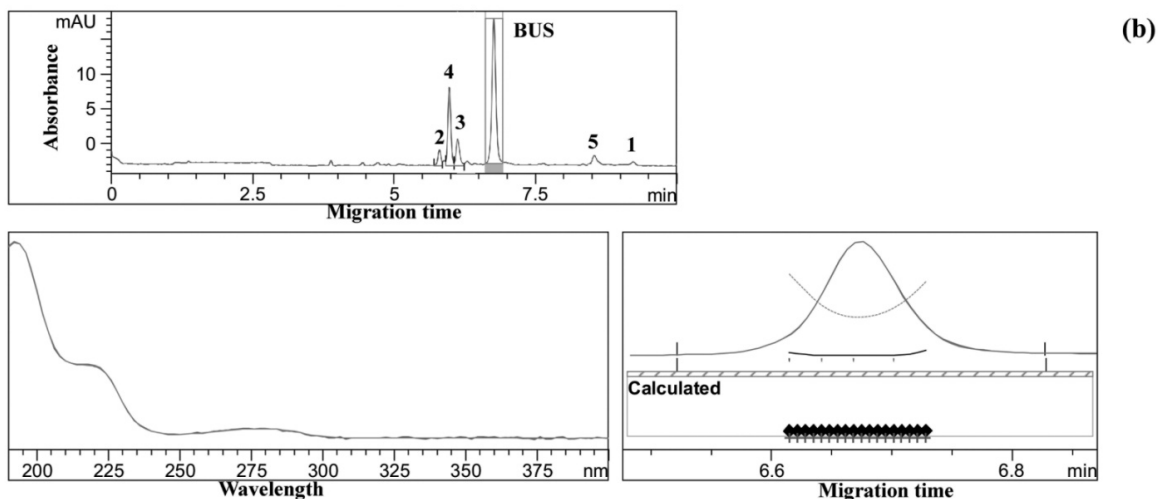 mAU
BUS
(b)
10
5
0
Absorbance
2
4
3
5
1
0
2.5
5
7.5
min
Migration time
200
225
250
275
300
325
350
375
nm
Wavelength
Calculated
6.6
6.8
min
Migration time